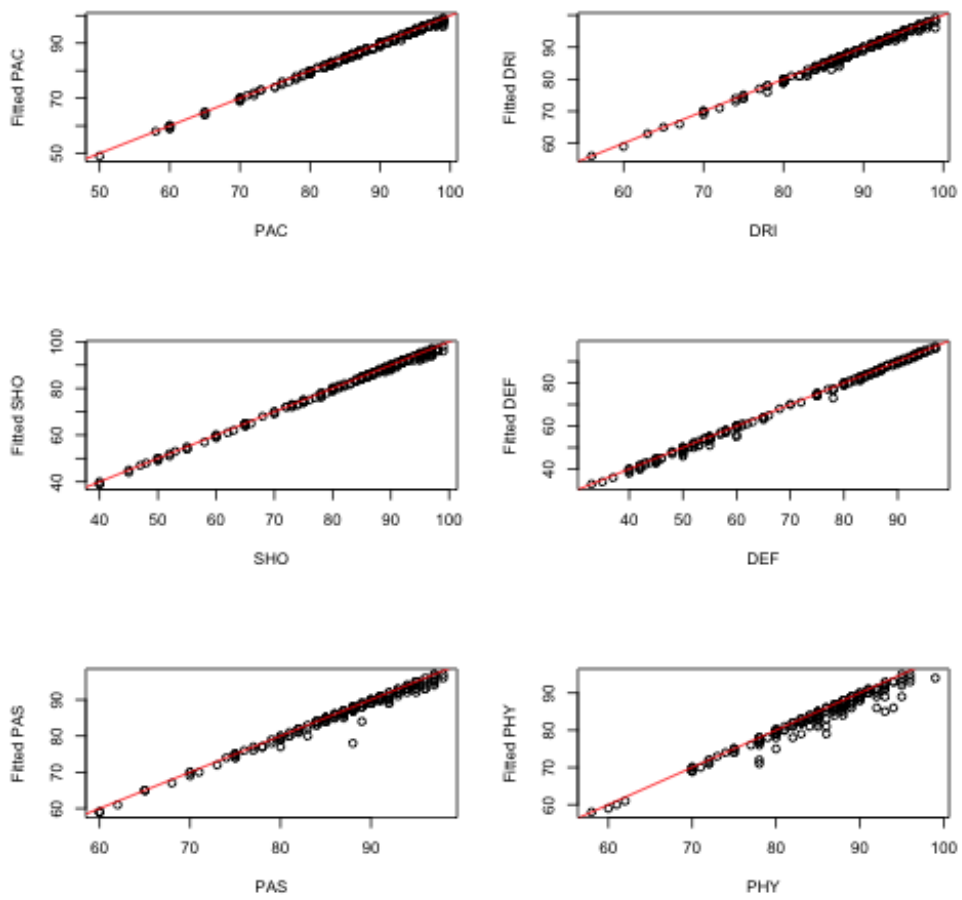 Fitted PAC
90
70
50
50 60 70 80 90 100
PAC
Fitted DRI
90
80
70
60
60 70 80 90 100
DRI
Fitted SHO
100
80
60
40
40 50 60 70 80 90 100
SHO
Fitted DEF
80
60
40
40 50 60 70 80 90
DEF
Fitted PAS
90
80
70
60
60 70 80 90
PAS
Fitted PHY
90
80
70
60
60 70 80 90 100
PHY